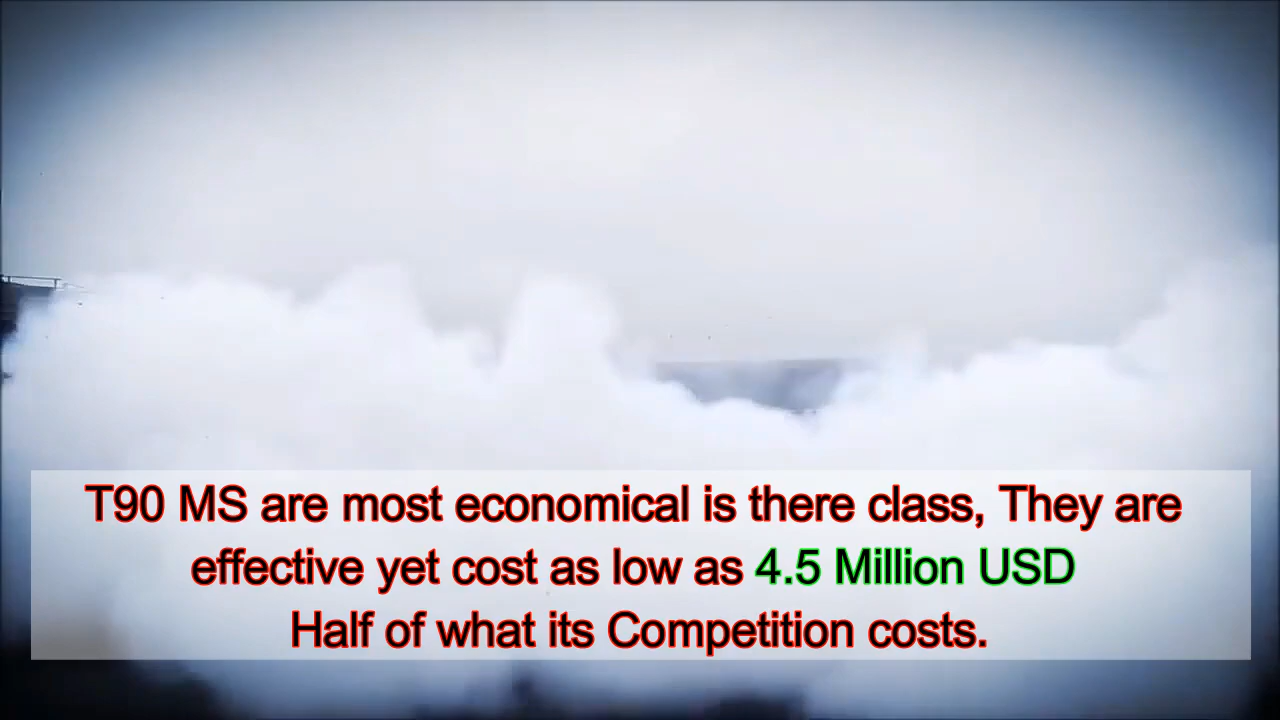 T90 MS are most economical is there class, They are
effective yet cost as low as 4.5 Million USD
Half of what its Competition costs.